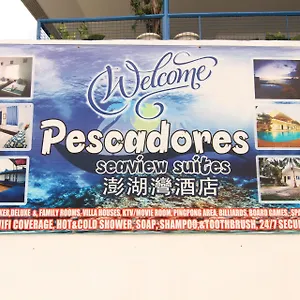 Welcome
Pescadores
seaview suites
澎湖灣酒店
KER,DELUXE & FAMILY ROOMS, VILLA HOUSES, KTV/MOVIE ROOM, PINGPONG AREA, BILLIARDS, BOARD GAMES,
WIFI COVERAGE, HOT&COLD SHOWER, SOAP, SHAMPOO,&TOOTHBRUSH, 24/7 SECU